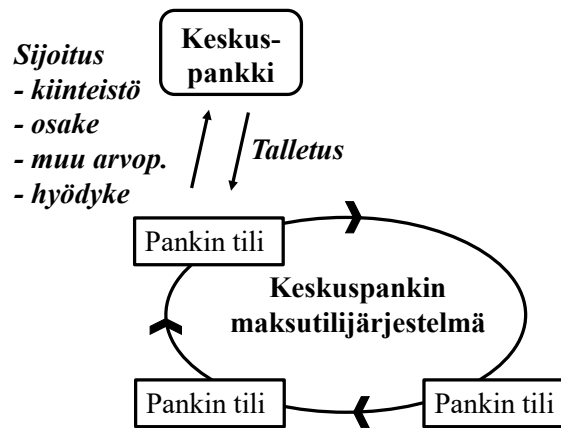 Keskus-
pankki
Sijoitus
- kiinteistö
- osake
- muu arvop.
- hyödyke
Talletus
Pankin tili
Keskuspankin
maksutilijärjestelmä
Pankin tili
Pankin tili